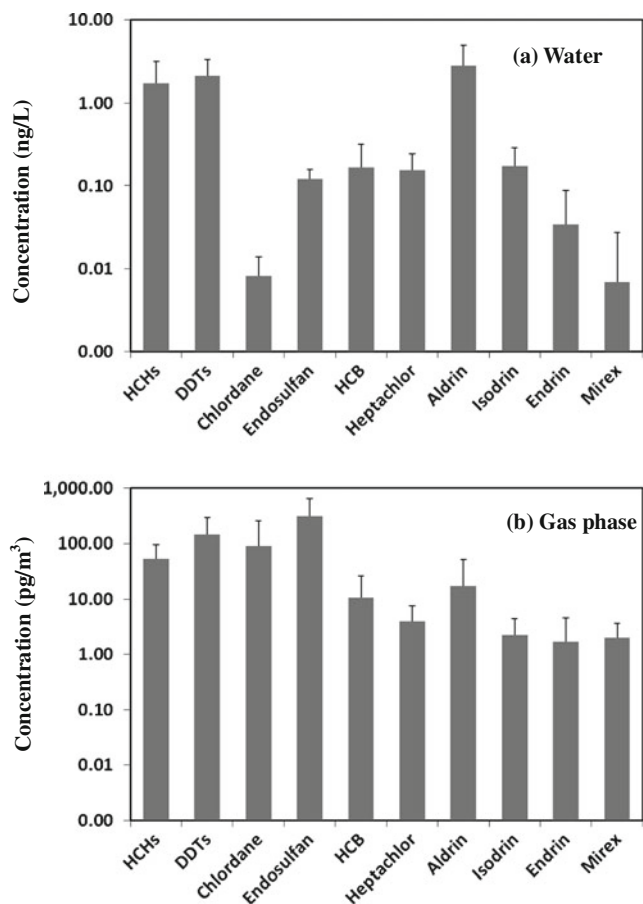 (a) Water
Concentration (ng/L)
10.00
1.00
0.10
0.01
0.00
HCHs
DDTs
Chlordane
Endosulfan
HCB
Heptachlor
Aldrin
Isodrin
Endrin
Mirex
(b) Gas phase
Concentration (pg/m³)
1,000.00
100.00
10.00
1.00
0.10
0.01
0.00
HCHs
DDTs
Chlordane
Endosulfan
HCB
Heptachlor
Aldrin
Isodrin
Endrin
Mirex